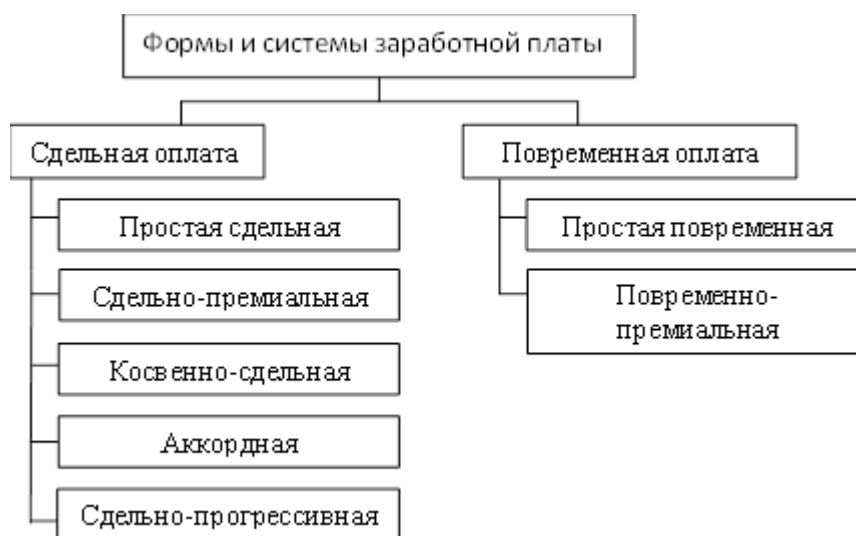 Формы и системы заработной платы
Сдельная оплата
Простая сдельная
Сдельно-премиальная
Косвенно-сдельная
Аккордная
Сдельно-прогрессивная
Повременная оплата
Простая повременная
Повременно-
премиальная